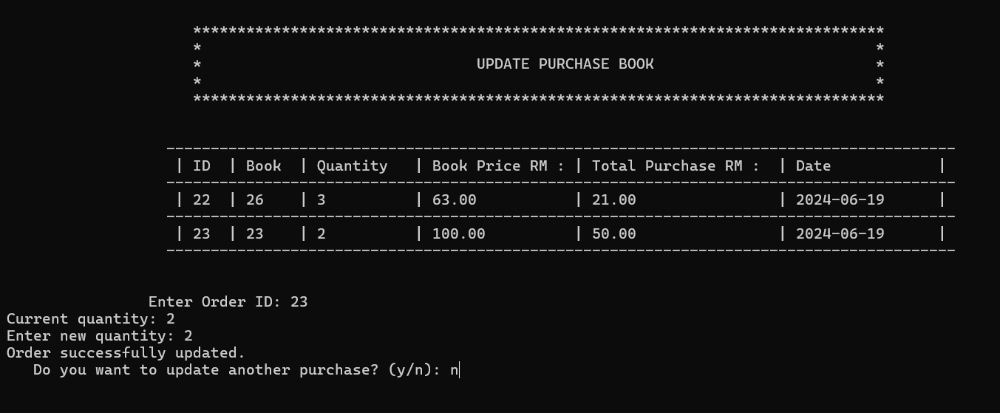 ******************************************************************************
*                                                                            *
*                               UPDATE PURCHASE BOOK                         *
*                                                                            *
******************************************************************************
-----------------------------------------------------------------------------------------
| ID  | Book  | Quantity   | Book Price RM : | Total Purchase RM :  | Date            |
-----------------------------------------------------------------------------------------
| 22  | 26    | 3          | 63.00           | 21.00                | 2024-06-19      |
-----------------------------------------------------------------------------------------
| 23  | 23    | 2          | 100.00          | 50.00                | 2024-06-19      |
-----------------------------------------------------------------------------------------
Enter Order ID: 23
Current quantity: 2
Enter new quantity: 2
Order successfully updated.
Do you want to update another purchase? (y/n): n